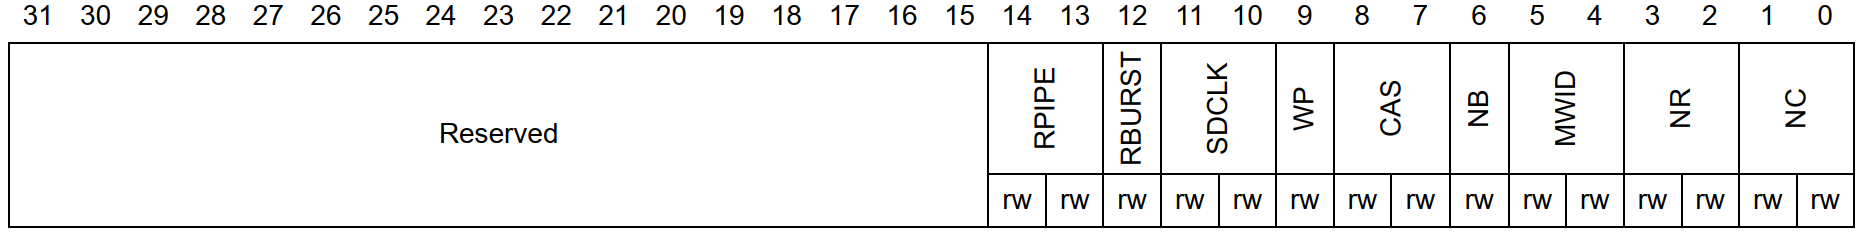 31 30 29 28 27 26 25 24 23 22 21 20 19 18 17 16 15 14 13 12 11 10 9 8 7 6 5 4 3 2 1 0
Reserved
RPIPE
RBURST
SDCLK
WP
CAS
NB
MWID
NR
NC
rw rw rw rw rw rw rw rw rw rw rw rw rw rw rw